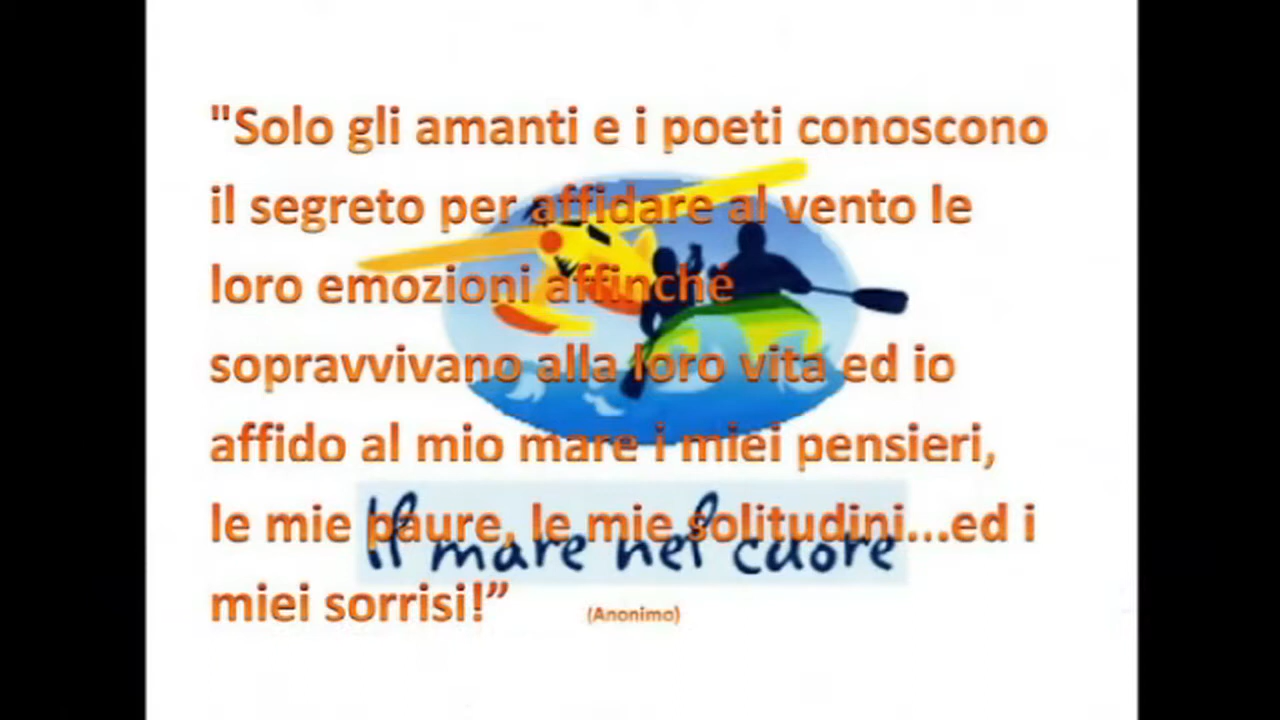 "Solo gli amanti e i poeti conoscono
il segreto per affidare al vento le
loro emozioni affinché
sopravvivano alla loro vita ed io
affido al mio mare i miei pensieri,
le mie paure, le mie solitudini...ed i
Il mare nel cuore
miei sorrisi!”
(Anonimo)